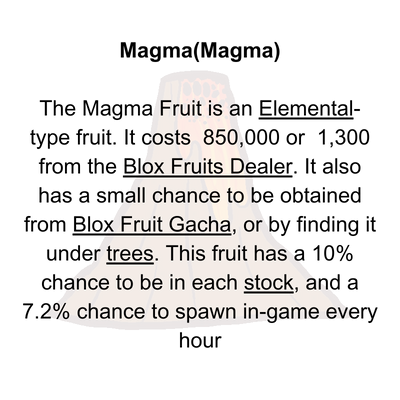 Magma(Magma)
The Magma Fruit is an Elemental-
type fruit. It costs  850,000 or  1,300
from the Blox Fruits Dealer. It also
has a small chance to be obtained
from Blox Fruit Gacha, or by finding it
under trees. This fruit has a 10%
chance to be in each stock, and a
7.2% chance to spawn in-game every
hour